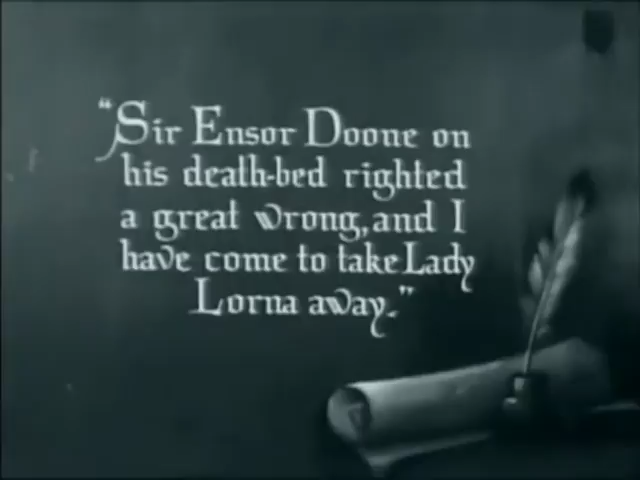 "Sir Ensor Doone on
his death-bed righted
a great wrong, and I
have come to take Lady
Lorna away."